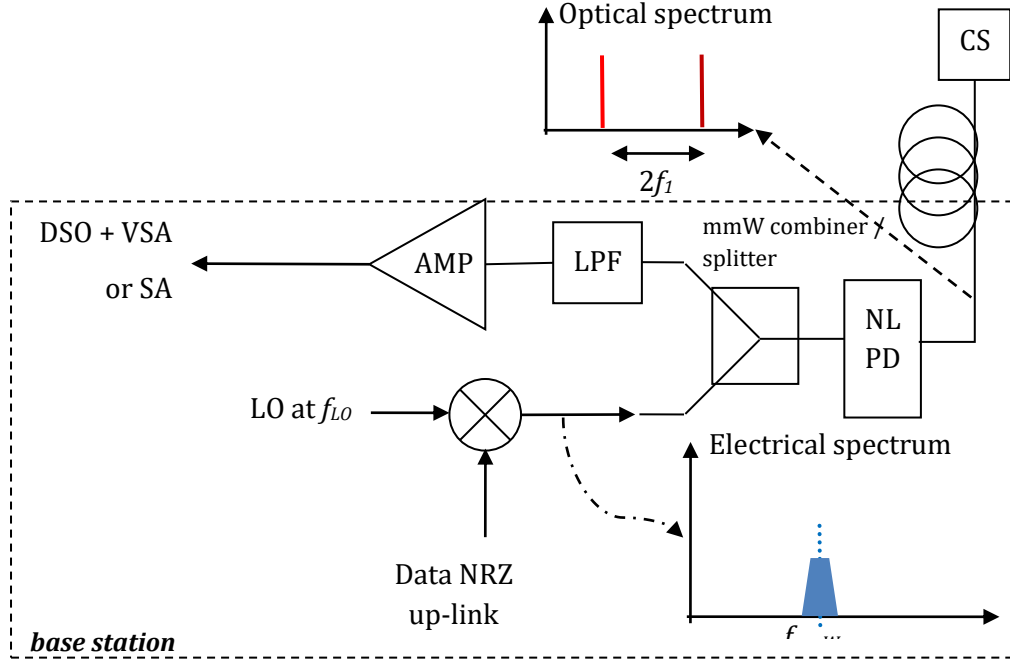 Optical spectrum
CS
2f1
DSO + VSA
or SA
AMP
LPF
mmW combiner /
splitter
NL
PD
LO at fLO
Electrical spectrum
Data NRZ
up-link
base station